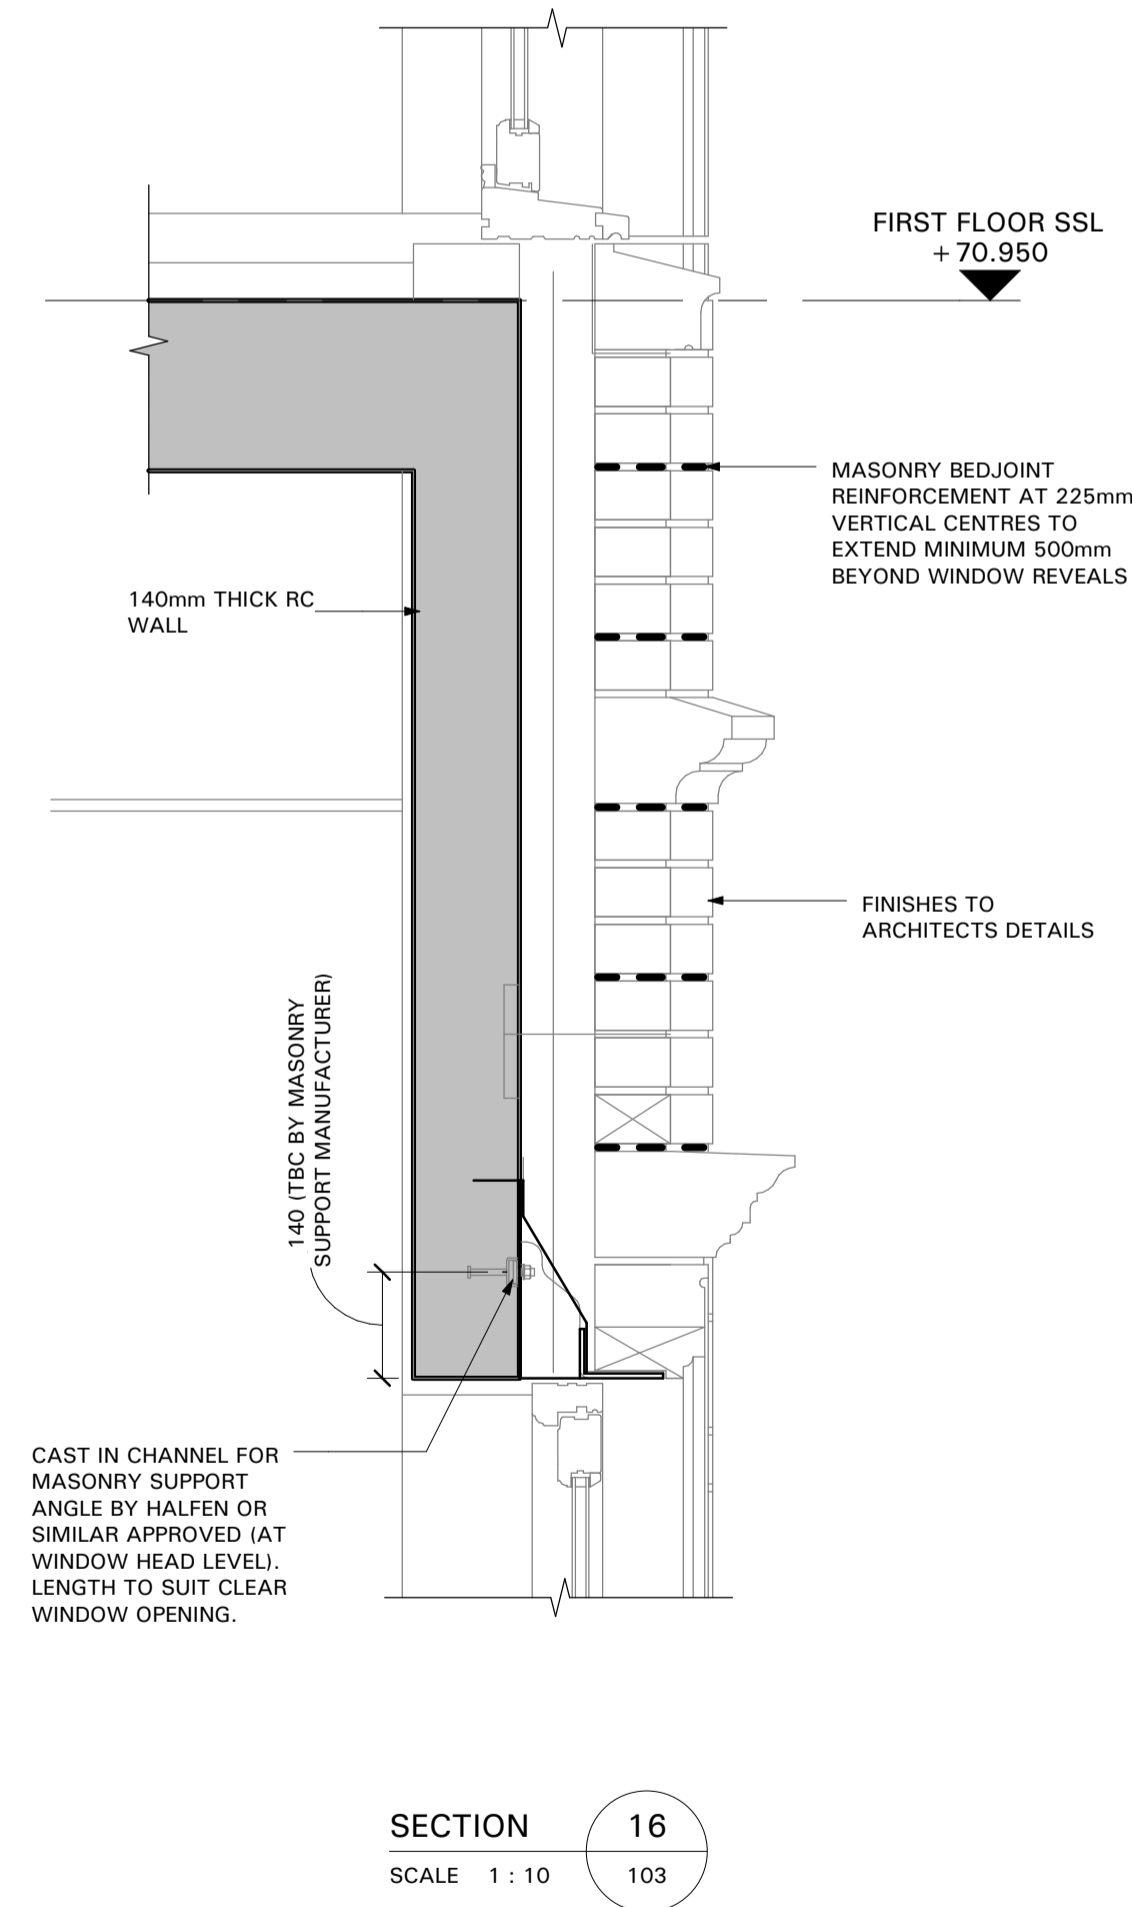 FIRST FLOOR SSL
+70.950
MASONRY BEDJOINT
REINFORCEMENT AT 225mm
VERTICAL CENTRES TO
EXTEND MINIMUM 500mm
BEYOND WINDOW REVEALS
140mm THICK RC
WALL
FINISHES TO
ARCHITECTS DETAILS
140 (TBC BY MASONRY
SUPPORT MANUFACTURER)
CAST IN CHANNEL FOR
MASONRY SUPPORT
ANGLE BY HALFEN OR
SIMILAR APPROVED (AT
WINDOW HEAD LEVEL).
LENGTH TO SUIT CLEAR
WINDOW OPENING.
SECTION 16
SCALE 1 : 10 103